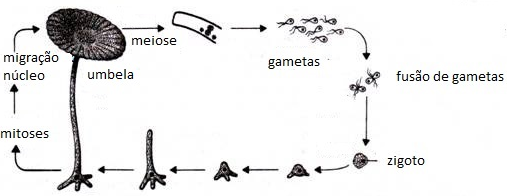 migração
núcleo
umbela
meiose
gametas
fusão de gametas
mitoses
zigoto